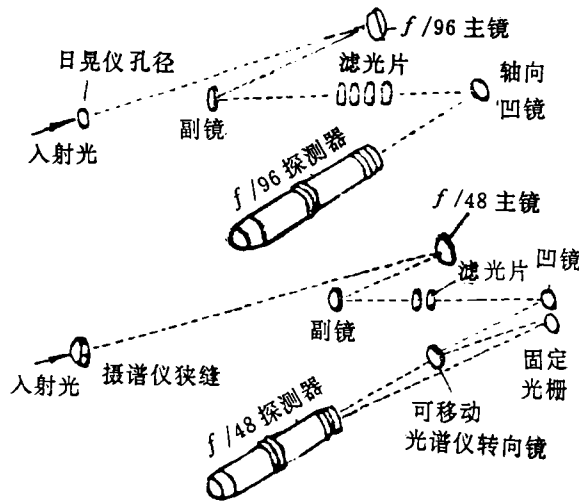 f/96 主镜
日晃仪孔径
滤光片
轴向
凹镜
副镜
入射光
f/96 探测器
f/48 主镜
凹镜
滤光片
副镜
入射光
摄谱仪狭缝
固定
光栅
可移动
光谱仪转向镜
f/48 探测器